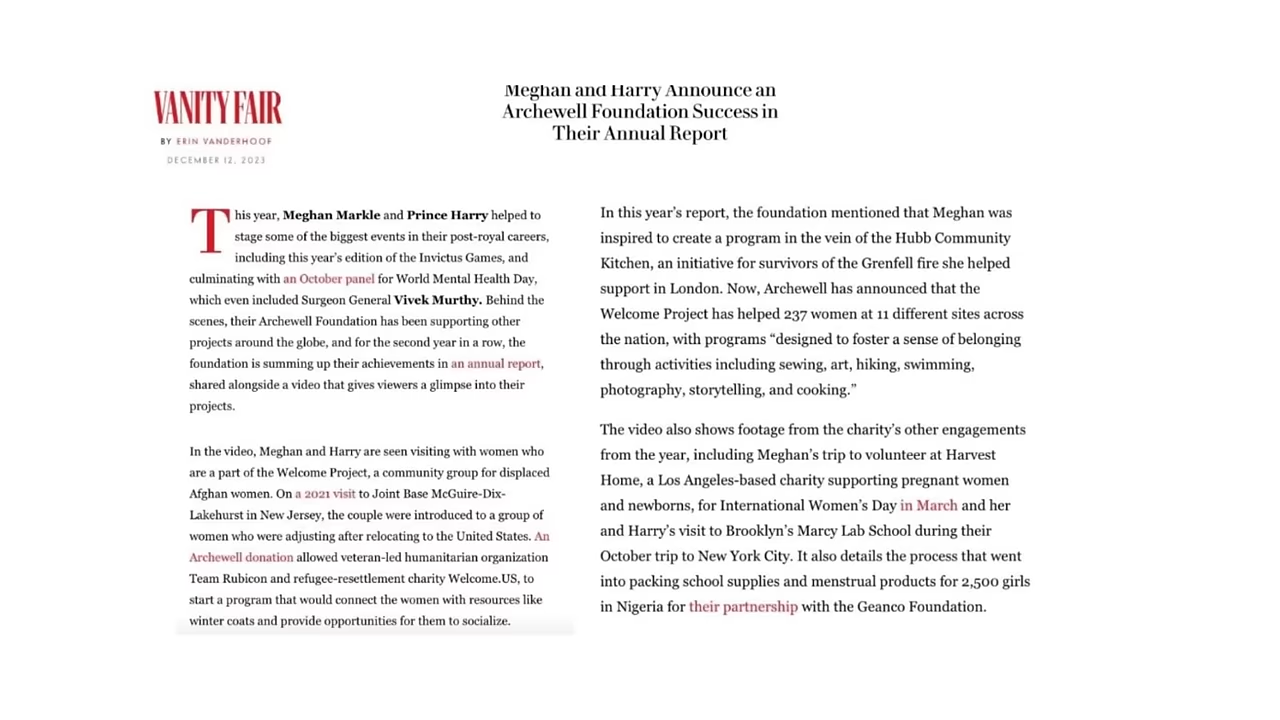 VANITY FAIR
BY ERIN VANDERHOOF
DECEMBER 12, 2023
Meghan and Harry Announce an
Archewell Foundation Success in
Their Annual Report
This year, Meghan Markle and Prince Harry helped to
stage some of the biggest events in their post-royal careers,
including this year's edition of the Invictus Games, and
culminating with an October panel for World Mental Health Day,
which even included Surgeon General Vivek Murthy. Behind the
scenes, their Archewell Foundation has been supporting other
projects around the globe, and for the second year in a row, the
foundation is summing up their achievements in an annual report,
shared alongside a video that gives viewers a glimpse into their
projects.
In the video, Meghan and Harry are seen visiting with women who
are a part of the Welcome Project, a community group for displaced
Afghan women. On a 2021 visit to Joint Base McGuire-Dix-
Lakehurst in New Jersey, the couple were introduced to a group of
women who were adjusting after relocating to the United States. An
Archewell donation allowed veteran-led humanitarian organization
Team Rubicon and refugee-resettlement charity Welcome.US, to
start a program that would connect the women with resources like
winter coats and provide opportunities for them to socialize.
In this year's report, the foundation mentioned that Meghan was
inspired to create a program in the vein of the Hubb Community
Kitchen, an initiative for survivors of the Grenfell fire she helped
support in London. Now, Archewell has announced that the
Welcome Project has helped 237 women at 11 different sites across
the nation, with programs “designed to foster a sense of belonging
through activities including sewing, art, hiking, swimming,
photography, storytelling, and cooking.”
The video also shows footage from the charity's other engagements
from the year, including Meghan's trip to volunteer at Harvest
Home, a Los Angeles-based charity supporting pregnant women
and newborns, for International Women's Day in March and her
and Harry's visit to Brooklyn's Marcy Lab School during their
October trip to New York City. It also details the process that went
into packing school supplies and menstrual products for 2,500 girls
in Nigeria for their partnership with the Geanco Foundation.